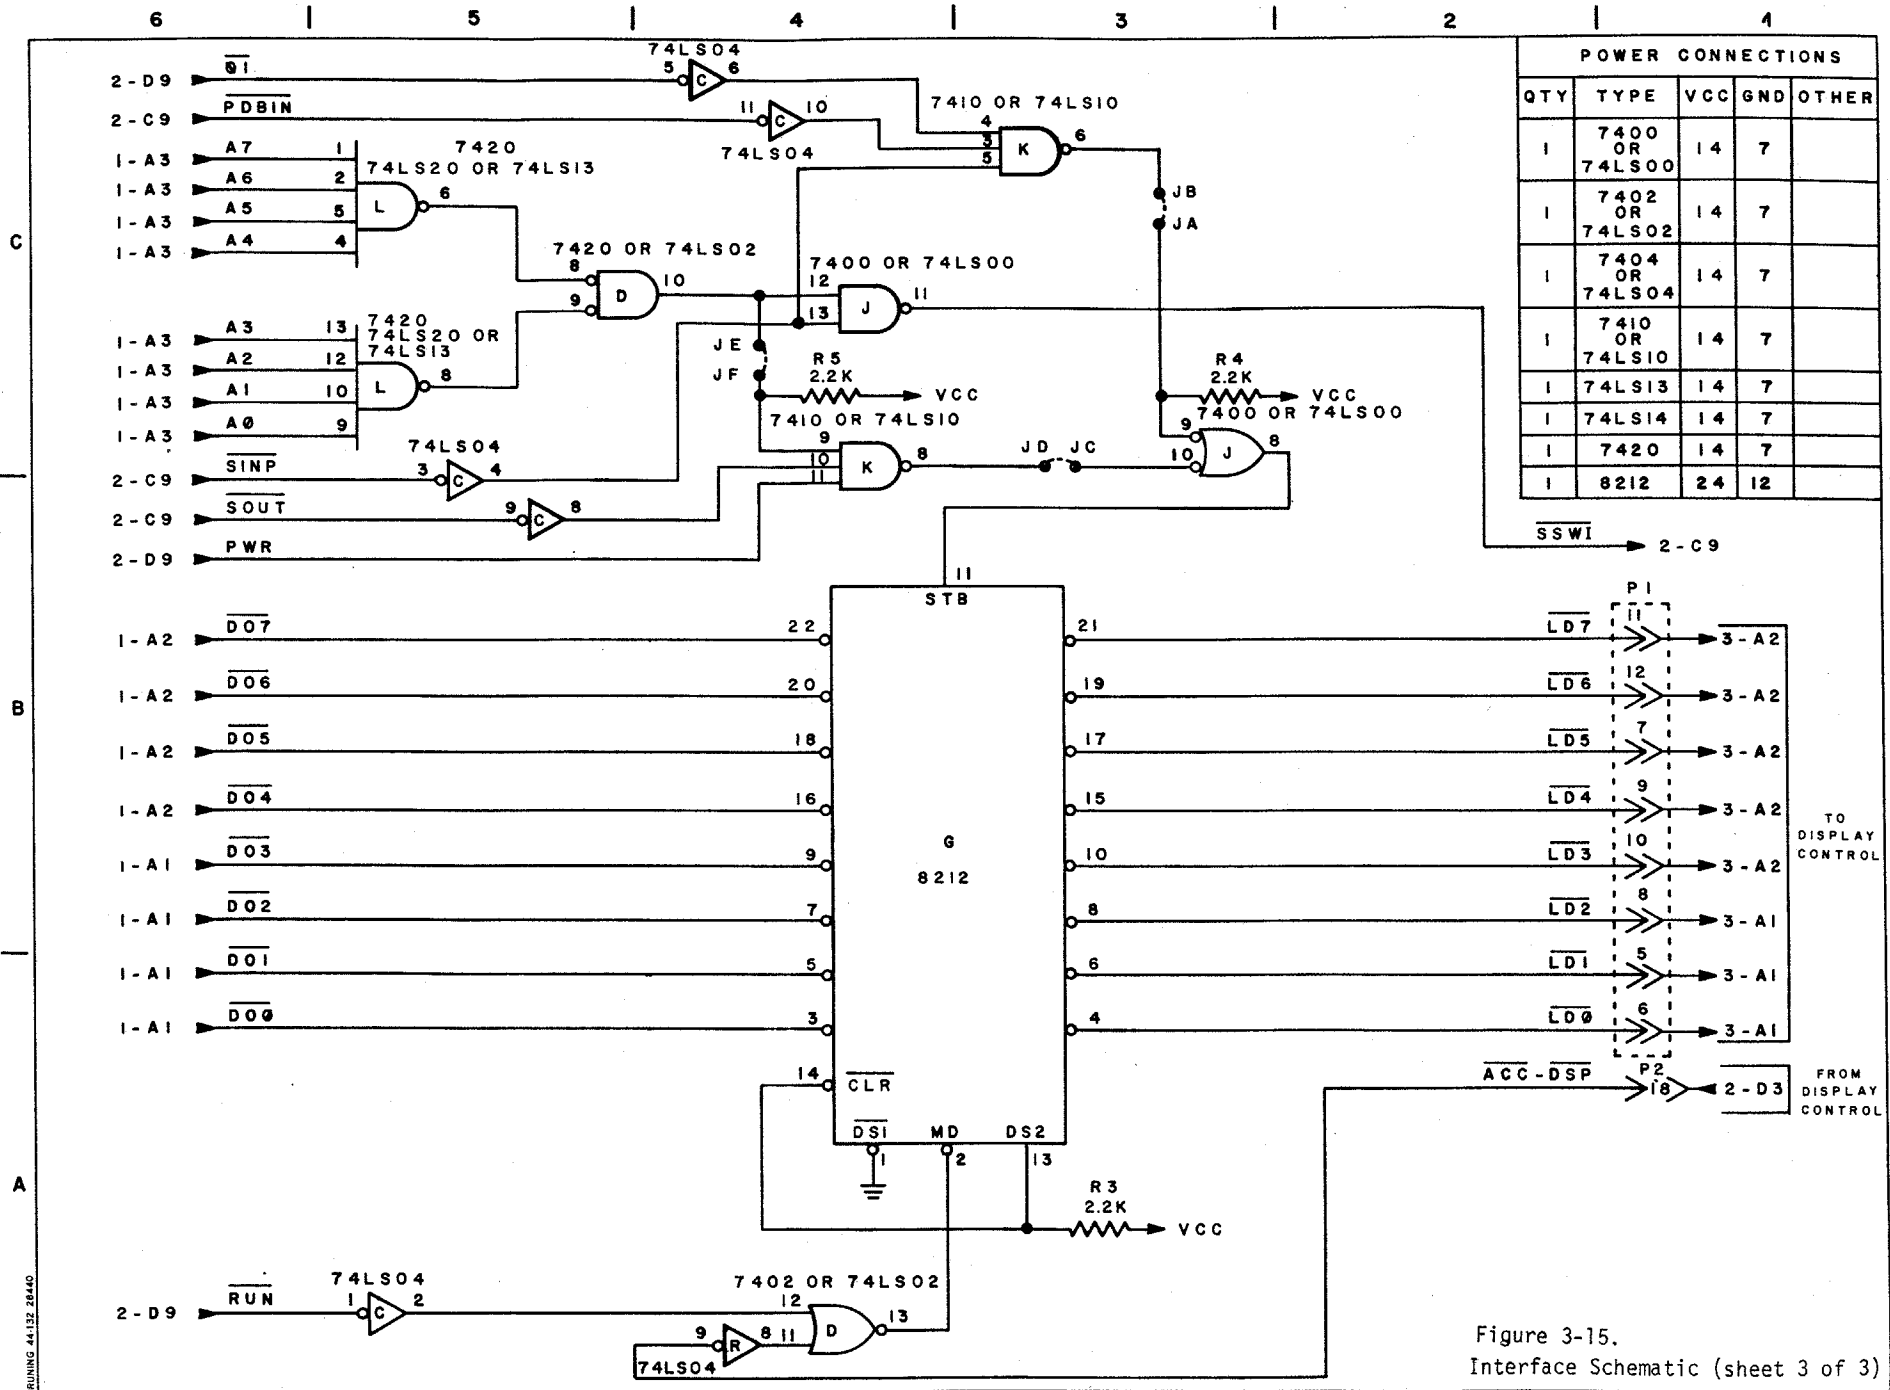 6 5 4 3 2 1
C
B
A
74LS04
2-D9 Ø1 5 C 6
2-C9 PDBIN 11 C 10
74LS04
7410 OR 74LS10
4
3
5
K 6
1-A3 A7 1
1-A3 A6 2
1-A3 A5 5
1-A3 A4 4
7420
74LS20 OR 74LS13
L 6
7420 OR 74LS02
8
9
D 10
7400 OR 74LS00
12
13
J 11
JB
JA
1-A3 A3 13
1-A3 A2 12
1-A3 A1 10
1-A3 AØ 9
7420
74LS20 OR
74LS13
L 8
JE
JF
R5
2.2K
VCC
R4
2.2K
VCC
7410 OR 74LS10
9
10
11
K 8
JD JC
7400 OR 74LS00
9
10
J 8
74LS04
2-C9 SINP 3 C 4
2-C9 SOUT 9 C 8
2-D9 PWR
SSWI 2-C9
POWER CONNECTIONS
QTY TYPE VCC GND OTHER
1 7400 OR 74LS00 14 7
1 7402 OR 74LS02 14 7
1 7404 OR 74LS04 14 7
1 7410 OR 74LS10 14 7
1 74LS13 14 7
1 74LS14 14 7
1 7420 14 7
1 8212 24 12
11
STB
P1
1-A2 DO7 22 21 LD7 11 3-A2
1-A2 DO6 20 19 LD6 12 3-A2
1-A2 DO5 18 17 LD5 7 3-A2
1-A2 DO4 16 15 LD4 9 3-A2
1-A1 DO3 9 10 LD3 10 3-A2
1-A1 DO2 7 8 LD2 8 3-A1
1-A1 DO1 5 6 LD1 5 3-A1
1-A1 DOØ 3 4 LDØ 6 3-A1
G
8212
TO
DISPLAY
CONTROL
14 CLR
ACC-DSP P2 18 2-D3
FROM
DISPLAY
CONTROL
DS1 MD DS2
1 2 13
R3
2.2K
VCC
74LS04
2-D9 RUN 1 C 2
7402 OR 74LS02
12
11
D 13
9 R 8
74LS04
RUNING 44-132 26440
Figure 3-15.
Interface Schematic (sheet 3 of 3)